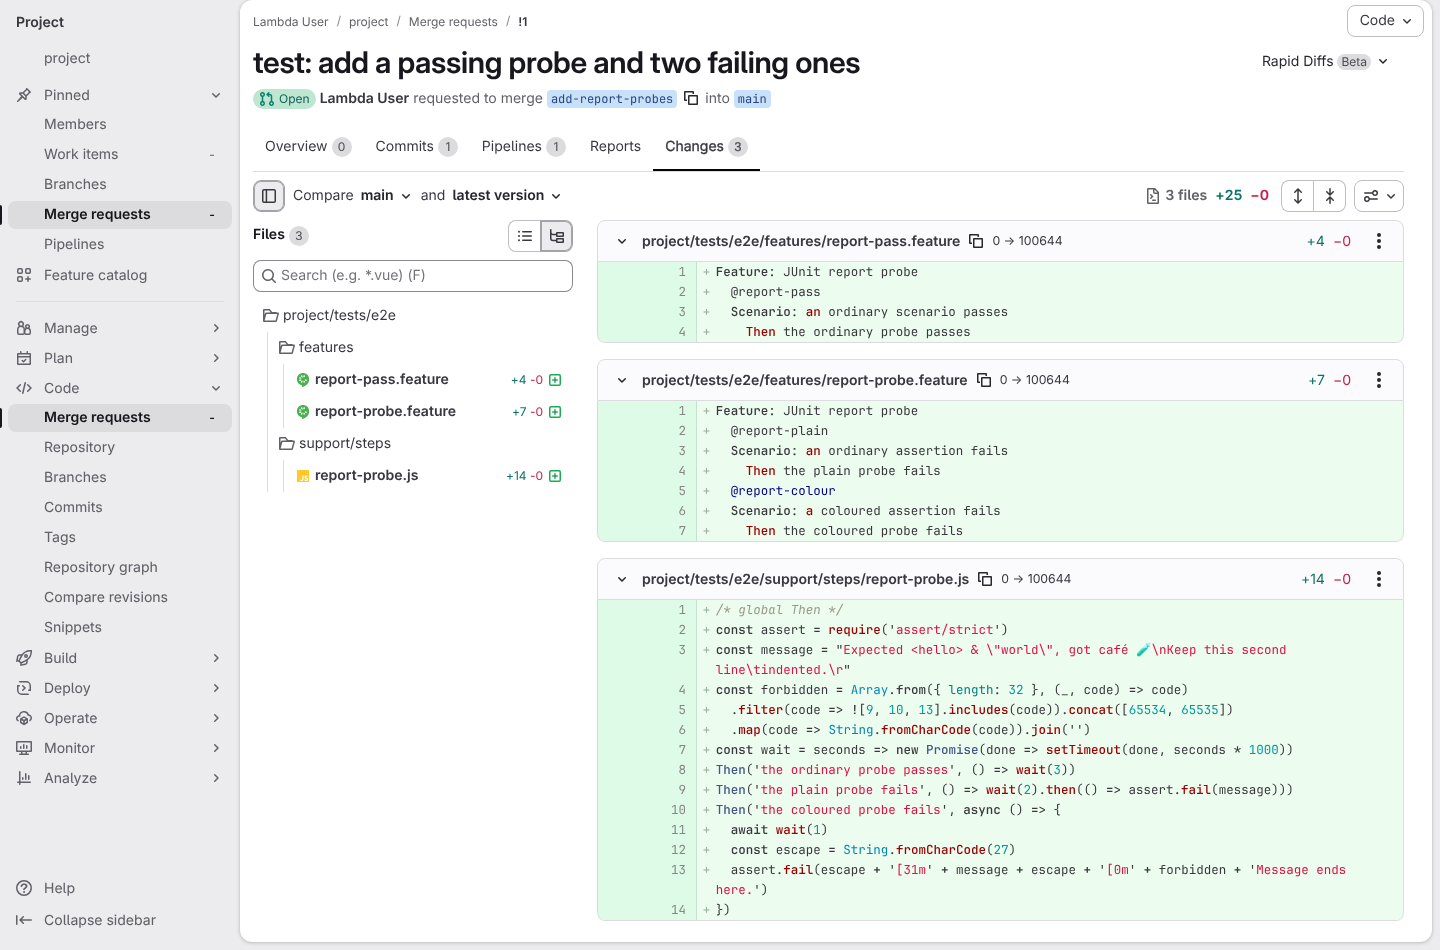 Project
project
Pinned
Members
Work items -
Branches
Merge requests -
Pipelines
Feature catalog
Manage
Plan
Code
Merge requests -
Repository
Branches
Commits
Tags
Repository graph
Compare revisions
Snippets
Build
Deploy
Operate
Monitor
Analyze
Help
Collapse sidebar
Lambda User / project / Merge requests / !1
Code
test: add a passing probe and two failing ones
Rapid Diffs Beta
Open Lambda User requested to merge add-report-probes into main
Overview 0 Commits 1 Pipelines 1 Reports Changes 3
Compare main and latest version
3 files +25 −0
Files 3
Search (e.g. *.vue) (F)
project/tests/e2e
features
report-pass.feature +4 -0
report-probe.feature +7 -0
support/steps
JS report-probe.js +14 -0
project/tests/e2e/features/report-pass.feature 0 → 100644 +4 −0
1 + Feature: JUnit report probe
2 +   @report-pass
3 +   Scenario: an ordinary scenario passes
4 +     Then the ordinary probe passes
project/tests/e2e/features/report-probe.feature 0 → 100644 +7 −0
1 + Feature: JUnit report probe
2 +   @report-plain
3 +   Scenario: an ordinary assertion fails
4 +     Then the plain probe fails
5 +   @report-colour
6 +   Scenario: a coloured assertion fails
7 +     Then the coloured probe fails
project/tests/e2e/support/steps/report-probe.js 0 → 100644 +14 −0
1 + /* global Then */
2 + const assert = require('assert/strict')
3 + const message = "Expected <hello> & \"world\", got café 🧪\nKeep this second
line\tindented.\r"
4 + const forbidden = Array.from({ length: 32 }, (_, code) => code)
5 +   .filter(code => ![9, 10, 13].includes(code)).concat([65534, 65535])
6 +   .map(code => String.fromCharCode(code)).join('')
7 + const wait = seconds => new Promise(done => setTimeout(done, seconds * 1000))
8 + Then('the ordinary probe passes', () => wait(3))
9 + Then('the plain probe fails', () => wait(2).then(() => assert.fail(message)))
10 + Then('the coloured probe fails', async () => {
11 +   await wait(1)
12 +   const escape = String.fromCharCode(27)
13 +   assert.fail(escape + '[31m' + message + escape + '[0m' + forbidden + 'Message ends
here.')
14 + })